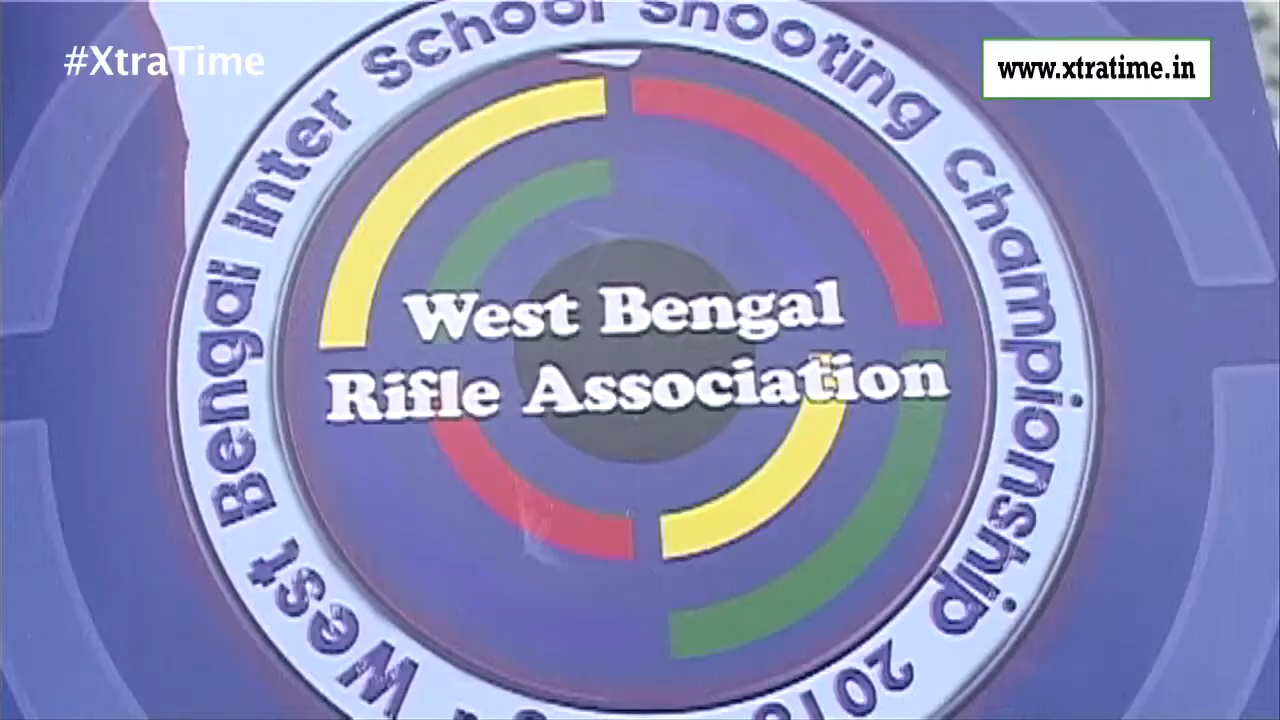 #XtraTime
www.xtratime.in
West Bengal Inter School Shooting Championship
West Bengal
Rifle Association